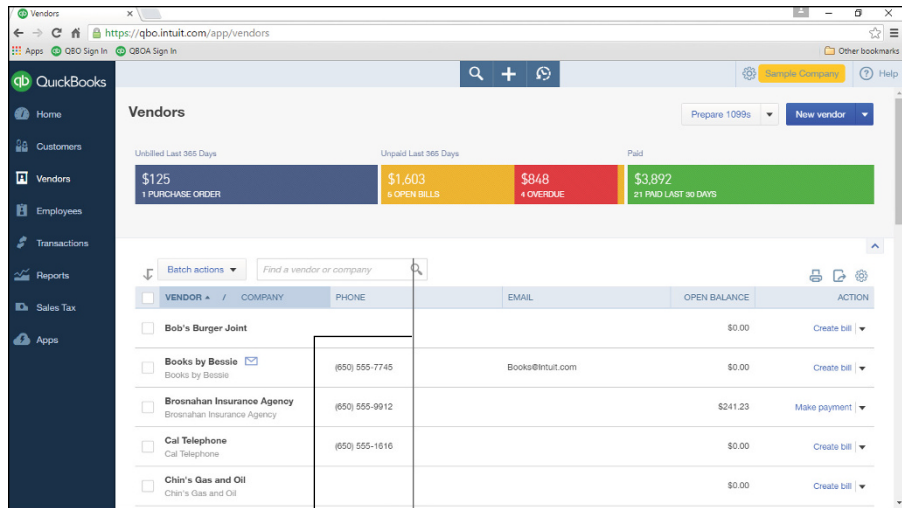 Vendors
https://qbo.intuit.com/app/vendors
Apps QBO Sign In QBOA Sign In Other bookmarks
qb QuickBooks
Sample Company ? Help
Home
Customers
Vendors
Employees
Transactions
Reports
Sales Tax
Apps
Vendors
Prepare 1099s New vendor
Unbilled Last 365 Days Unpaid Last 365 Days Paid
$125 $1,603 $848 $3,892
1 PURCHASE ORDER 5 OPEN BILLS 4 OVERDUE 21 PAID LAST 30 DAYS
Batch actions Find a vendor or company
VENDOR / COMPANY PHONE EMAIL OPEN BALANCE ACTION
Bob's Burger Joint $0.00 Create bill
Books by Bessie (650) 555-7745 Books@Intuit.com $0.00 Create bill
Books by Bessie
Brosnahan Insurance Agency (650) 555-9912 $241.23 Make payment
Brosnahan Insurance Agency
Cal Telephone (650) 555-1616 $0.00 Create bill
Cal Telephone
Chin's Gas and Oil $0.00 Create bill
Chin's Gas and Oil